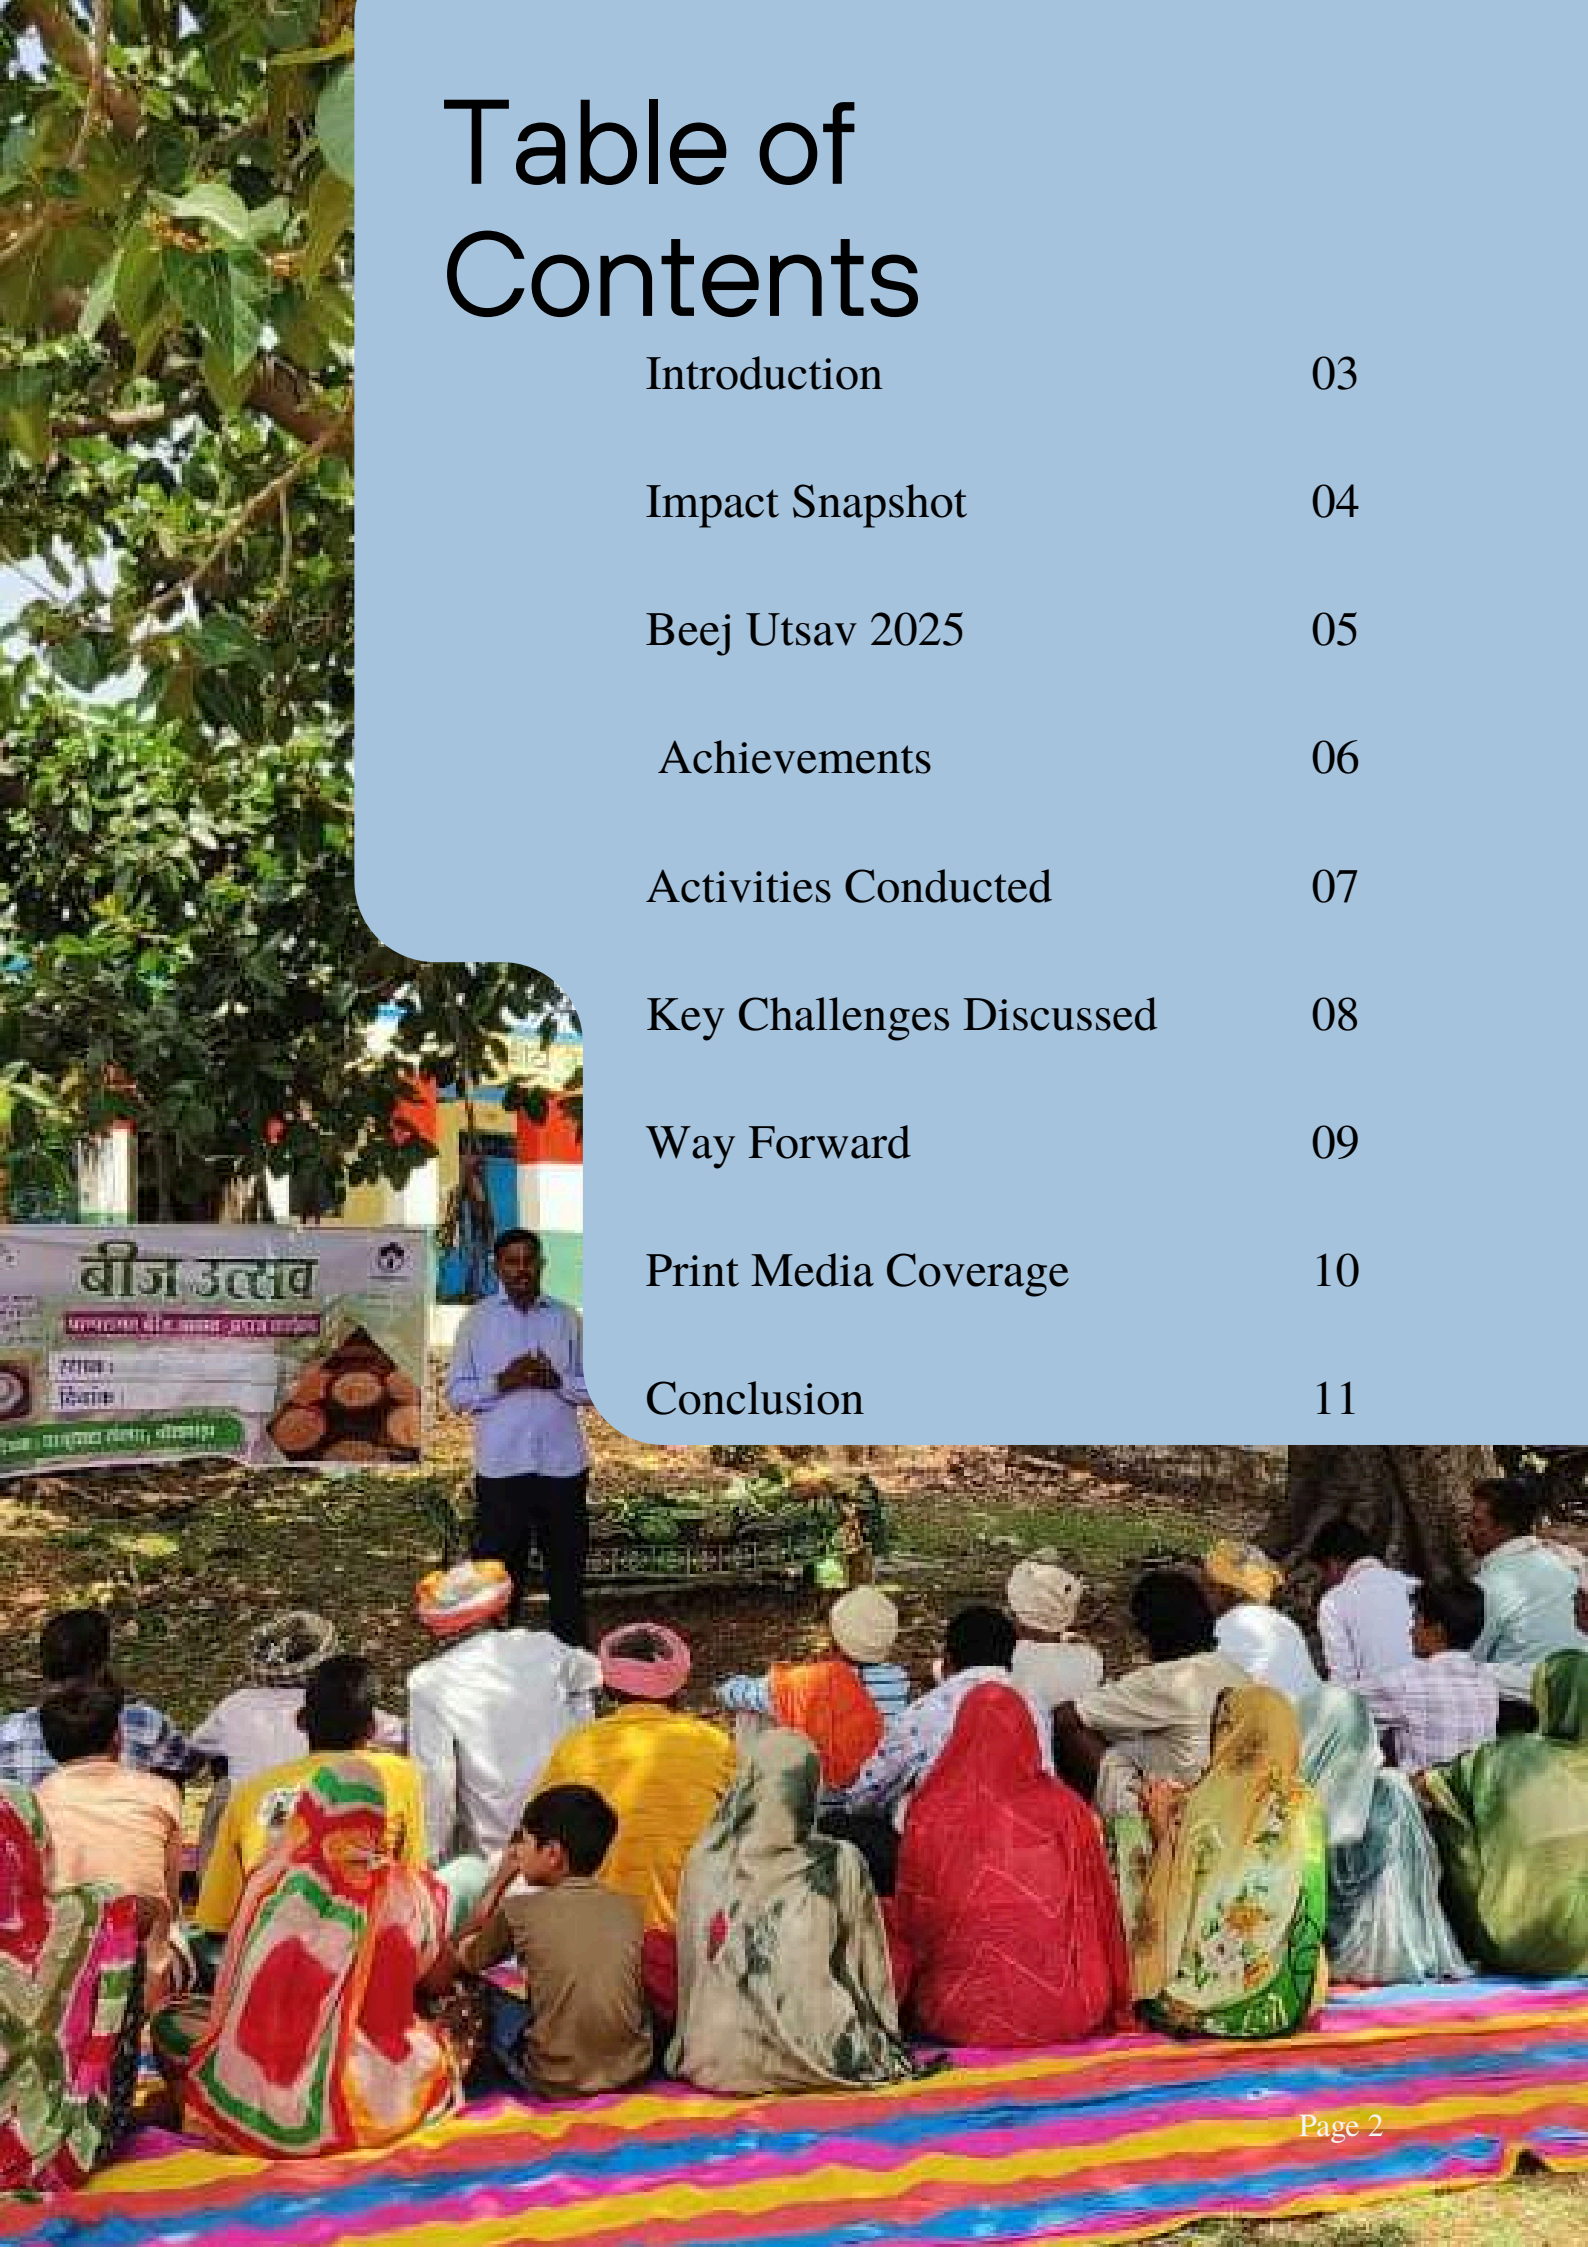 Table of
Contents
Introduction 03
Impact Snapshot 04
Beej Utsav 2025 05
Achievements 06
Activities Conducted 07
Key Challenges Discussed 08
Way Forward 09
Print Media Coverage 10
Conclusion 11
बीज उत्सव
स्थान :
दिनांक :
Page 2